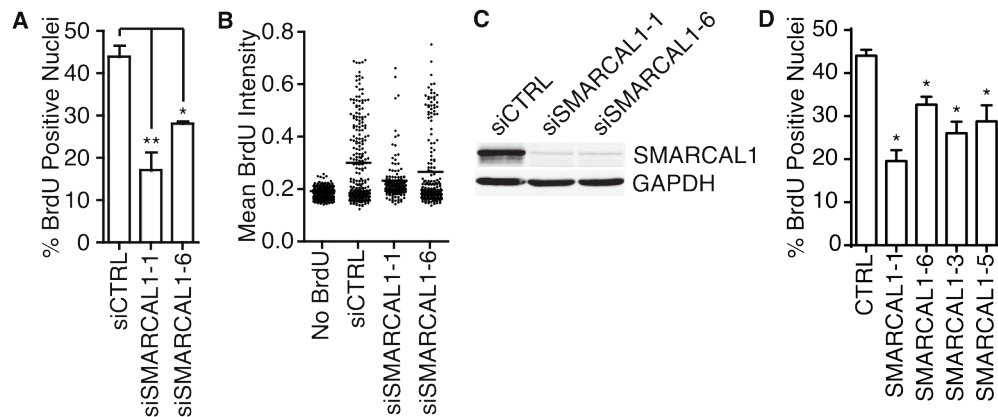 A
% BrdU Positive Nuclei
50
40
30
20
10
0
**
*
siCTRL
siSMARCAL1-1
siSMARCAL1-6
B
Mean BrdU Intensity
0.8
0.6
0.4
0.2
0.0
No BrdU
siCTRL
siSMARCAL1-1
siSMARCAL1-6
C
siCTRL
siSMARCAL1-1
siSMARCAL1-6
SMARCAL1
GAPDH
D
% BrdU Positive Nuclei
50
40
30
20
10
0
*
*
*
*
CTRL
SMARCAL1-1
SMARCAL1-6
SMARCAL1-3
SMARCAL1-5